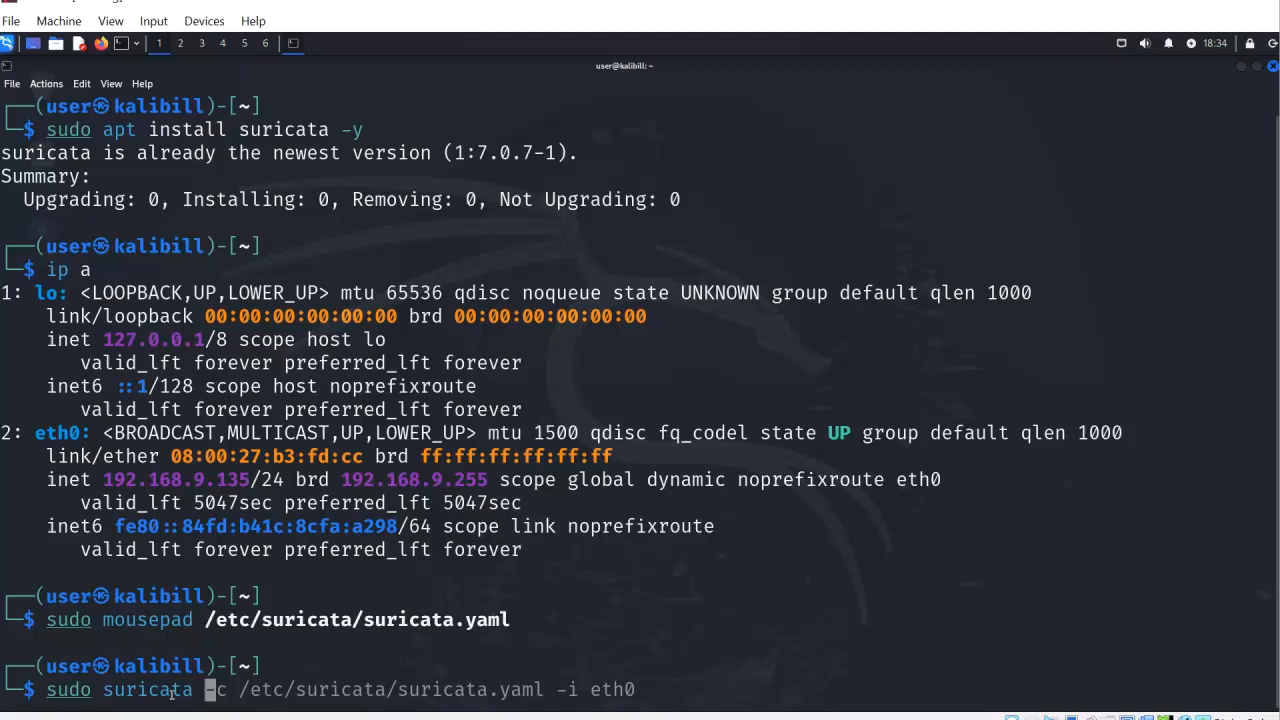 File Machine View Input Devices Help
1 2 3 4 5 6 18:34
user@kalibill: ~
File Actions Edit View Help
┌──(user㉿kalibill)-[~]
└─$ sudo apt install suricata -y
suricata is already the newest version (1:7.0.7-1).
Summary:
  Upgrading: 0, Installing: 0, Removing: 0, Not Upgrading: 0
┌──(user㉿kalibill)-[~]
└─$ ip a
1: lo: <LOOPBACK,UP,LOWER_UP> mtu 65536 qdisc noqueue state UNKNOWN group default qlen 1000
    link/loopback 00:00:00:00:00:00 brd 00:00:00:00:00:00
    inet 127.0.0.1/8 scope host lo
       valid_lft forever preferred_lft forever
    inet6 ::1/128 scope host noprefixroute
       valid_lft forever preferred_lft forever
2: eth0: <BROADCAST,MULTICAST,UP,LOWER_UP> mtu 1500 qdisc fq_codel state UP group default qlen 1000
    link/ether 08:00:27:b3:fd:cc brd ff:ff:ff:ff:ff:ff
    inet 192.168.9.135/24 brd 192.168.9.255 scope global dynamic noprefixroute eth0
       valid_lft 5047sec preferred_lft 5047sec
    inet6 fe80::84fd:b41c:8cfa:a298/64 scope link noprefixroute
       valid_lft forever preferred_lft forever
┌──(user㉿kalibill)-[~]
└─$ sudo mousepad /etc/suricata/suricata.yaml
┌──(user㉿kalibill)-[~]
└─$ sudo suricata -c /etc/suricata/suricata.yaml -i eth0